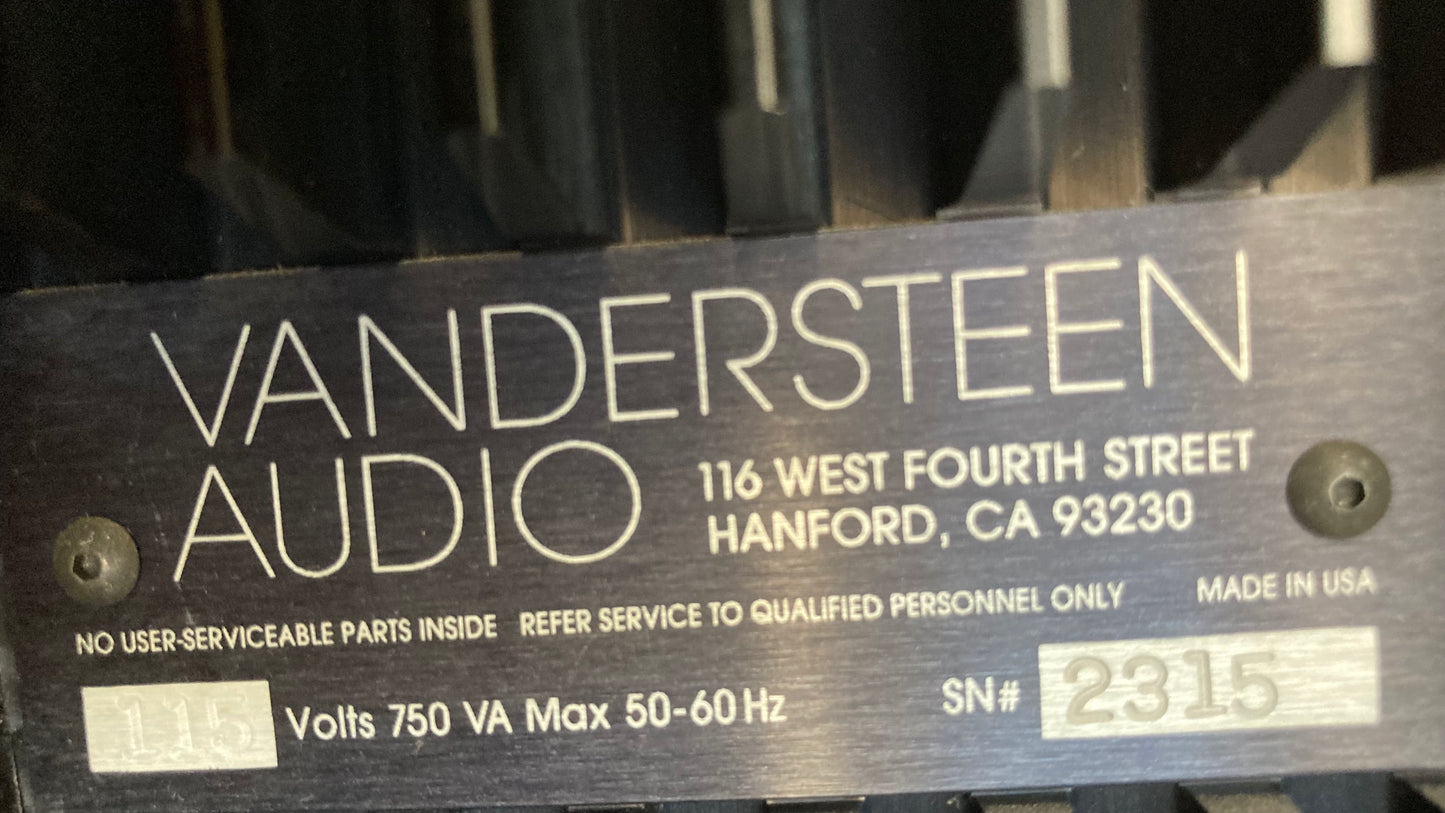 VANDERSTEEN
AUDIO
116 WEST FOURTH STREET
HANFORD, CA 93230
NO USER-SERVICEABLE PARTS INSIDE REFER SERVICE TO QUALIFIED PERSONNEL ONLY MADE IN USA
115 Volts 750 VA Max 50-60 Hz SN# 2315